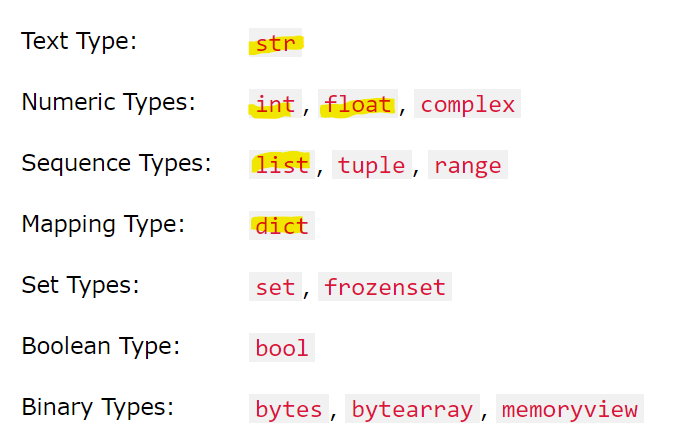 Text Type: str
Numeric Types: int, float, complex
Sequence Types: list, tuple, range
Mapping Type: dict
Set Types: set, frozenset
Boolean Type: bool
Binary Types: bytes, bytearray, memoryview